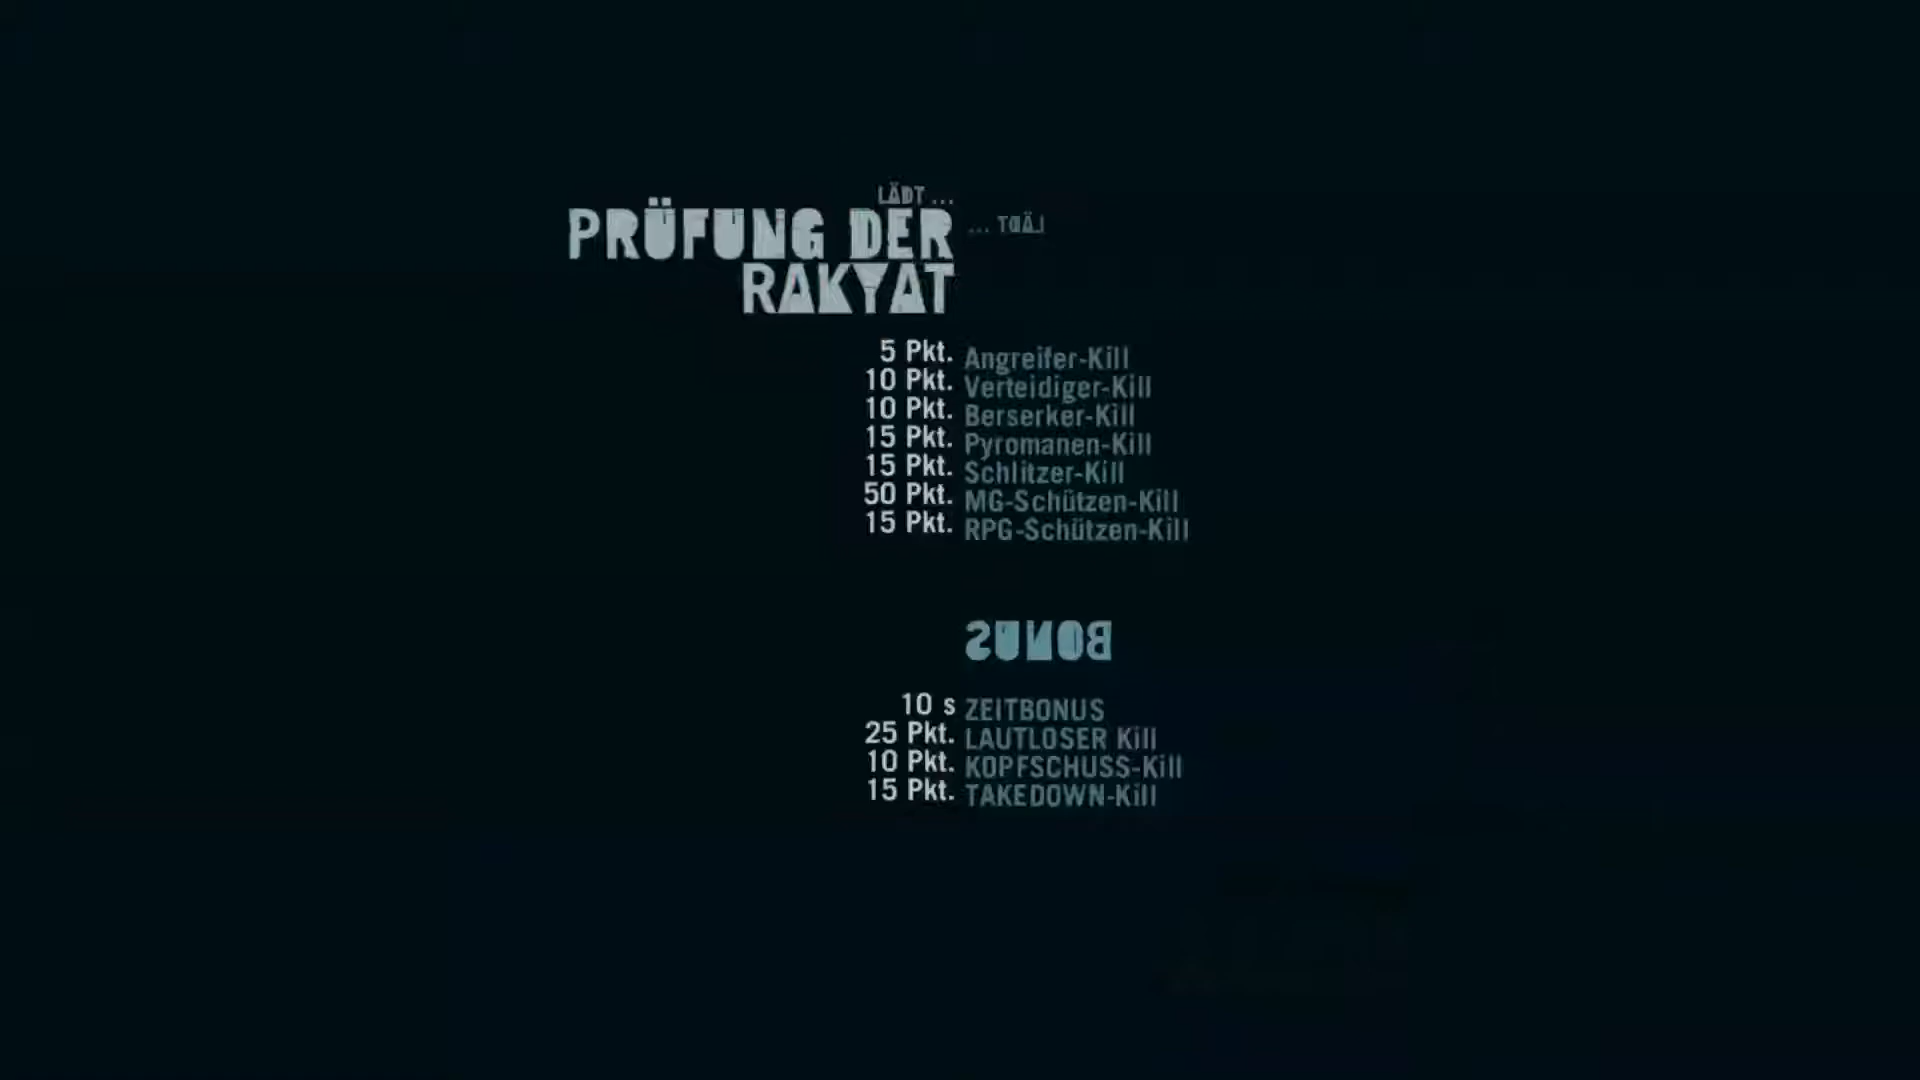 LÄDT ...
PRÜFUNG DER
RAKYAT
LÄDT ...
5 Pkt. Angreifer-Kill
10 Pkt. Verteidiger-Kill
10 Pkt. Berserker-Kill
15 Pkt. Pyromanen-Kill
15 Pkt. Schlitzer-Kill
50 Pkt. MG-Schützen-Kill
15 Pkt. RPG-Schützen-Kill
BONUS
10 s ZEITBONUS
25 Pkt. LAUTLOSER Kill
10 Pkt. KOPFSCHUSS-Kill
15 Pkt. TAKEDOWN-Kill